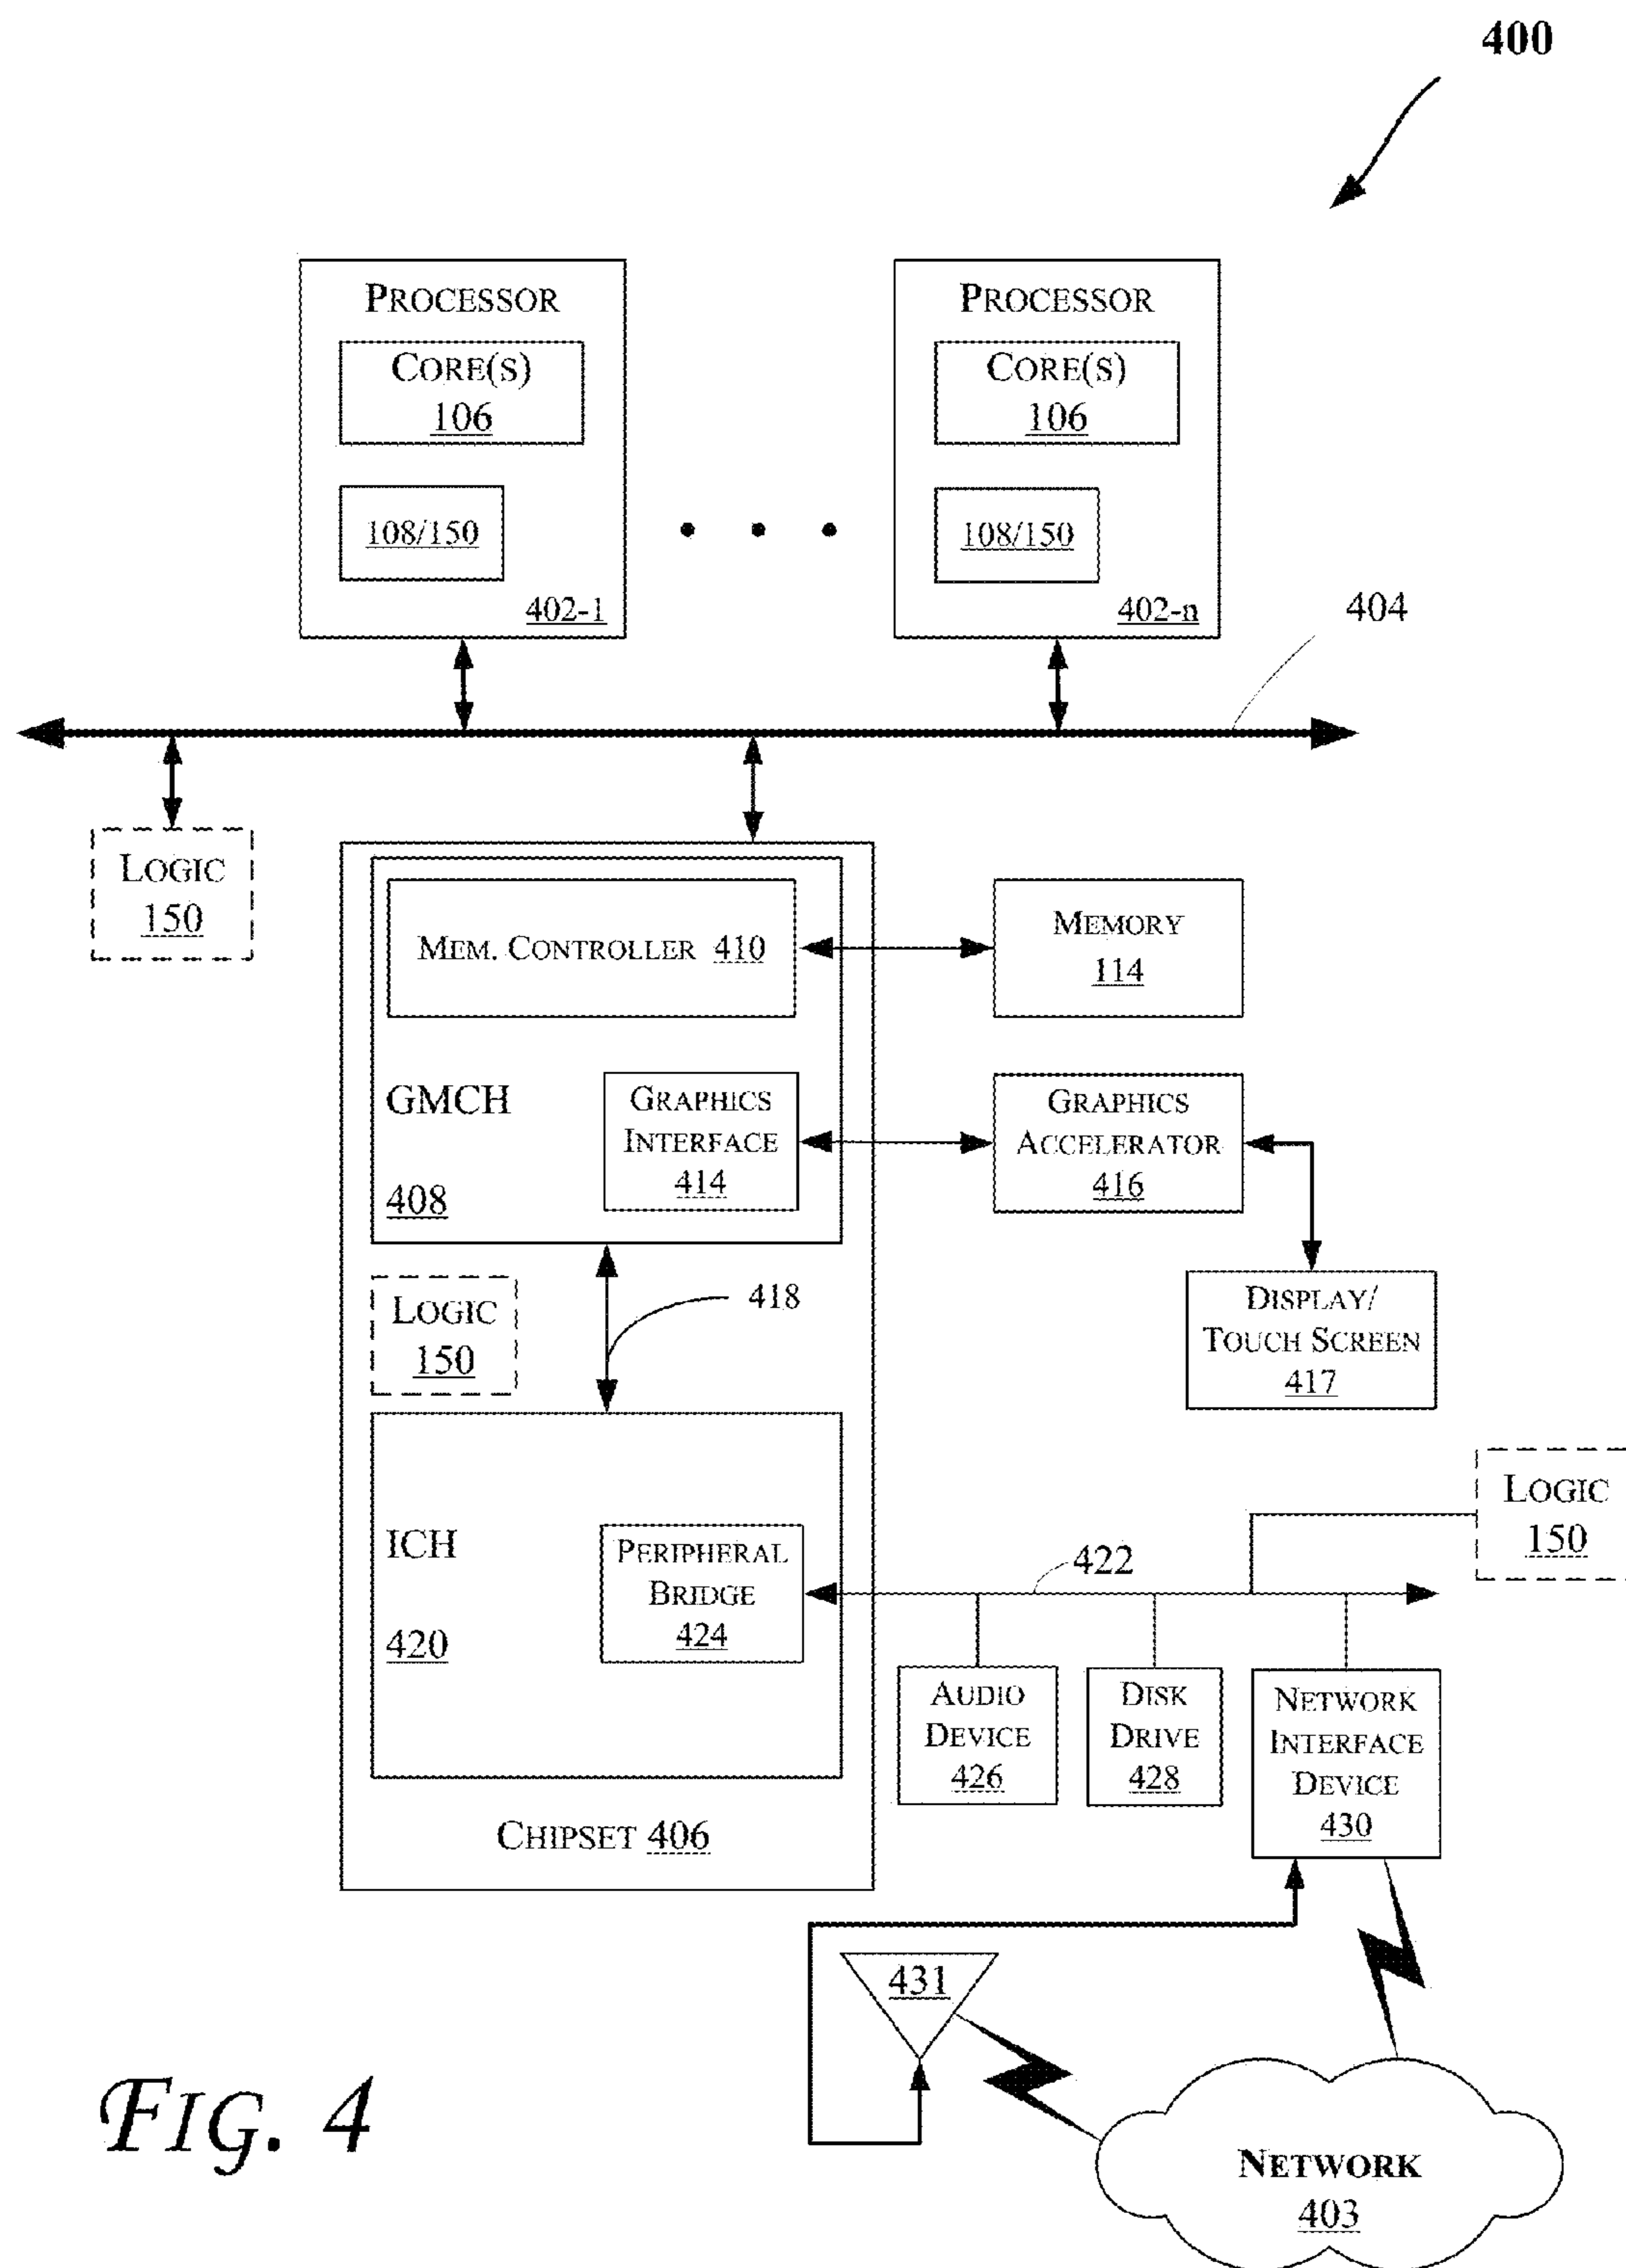 400
PROCESSOR
CORE(S)
106
108/150
402-1
PROCESSOR
CORE(S)
106
108/150
402-n
404
LOGIC
150
MEM. CONTROLLER 410
MEMORY
114
GMCH
408
GRAPHICS
INTERFACE
414
GRAPHICS
ACCELERATOR
416
LOGIC
150
418
DISPLAY/
TOUCH SCREEN
417
LOGIC
150
ICH
420
PERIPHERAL
BRIDGE
424
422
AUDIO
DEVICE
426
DISK
DRIVE
428
NETWORK
INTERFACE
DEVICE
430
CHIPSET 406
431
NETWORK
403
FIG. 4